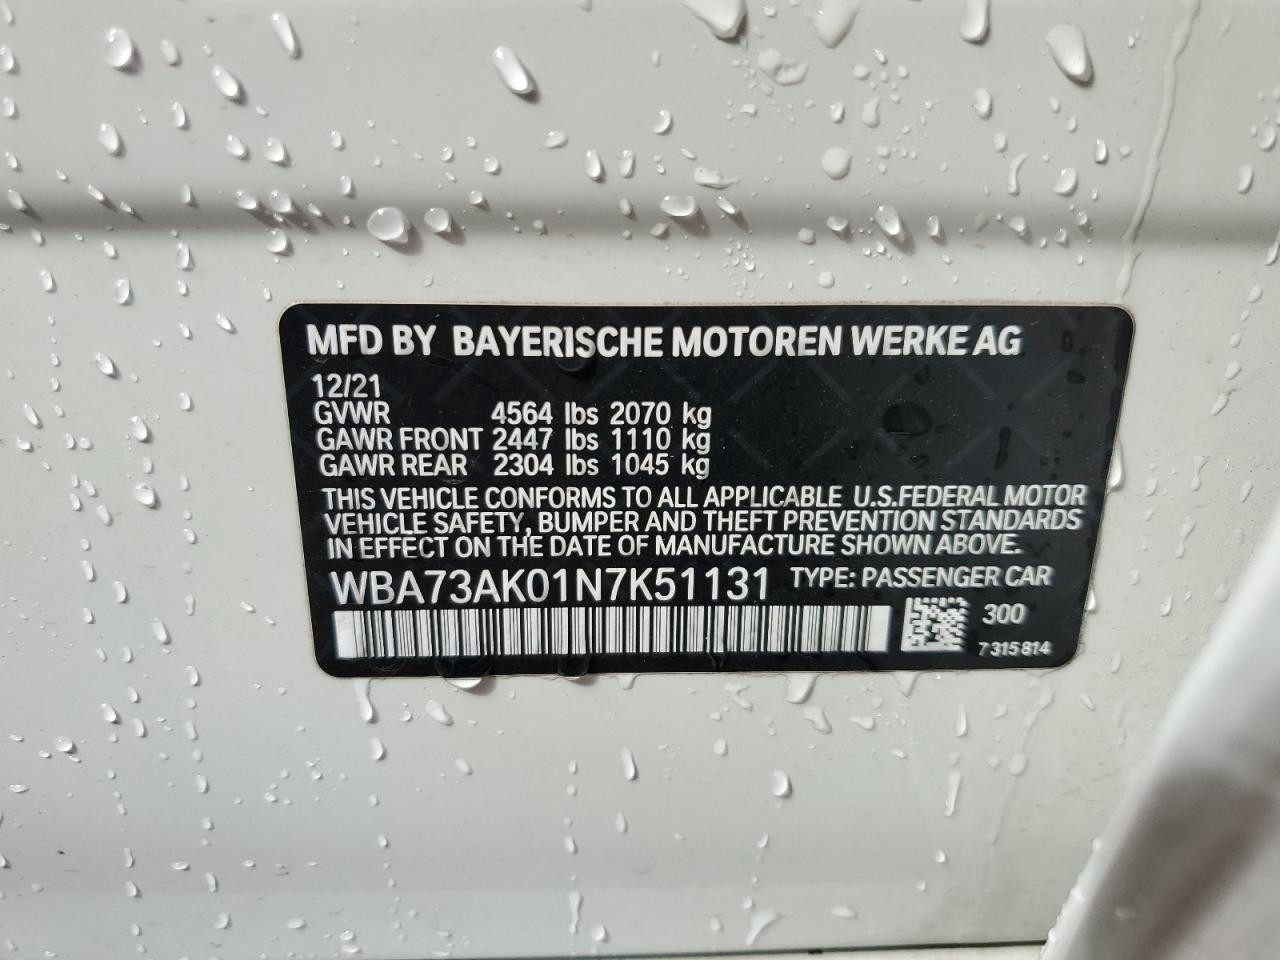 MFD BY BAYERISCHE MOTOREN WERKE AG
12/21
GVWR 4564 lbs 2070 kg
GAWR FRONT 2447 lbs 1110 kg
GAWR REAR 2304 lbs 1045 kg
THIS VEHICLE CONFORMS TO ALL APPLICABLE U.S.FEDERAL MOTOR
VEHICLE SAFETY, BUMPER AND THEFT PREVENTION STANDARDS
IN EFFECT ON THE DATE OF MANUFACTURE SHOWN ABOVE.
WBA73AK01N7K51131 TYPE: PASSENGER CAR
300
7 315 814